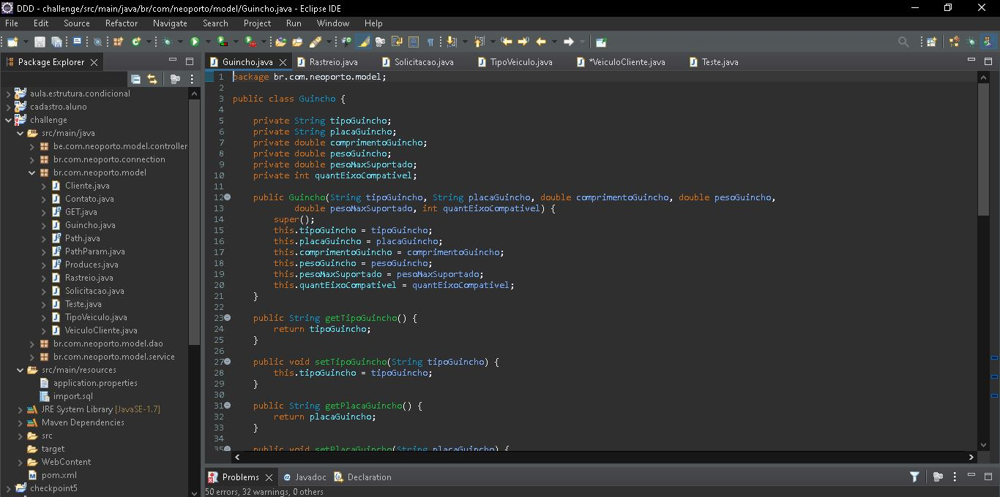 DDD - challenge/src/main/java/br/com/neoporto/model/Guincho.java - Eclipse IDE
File Edit Source Refactor Navigate Search Project Run Window Help
Package Explorer
aula.estrutura.condicional
cadastro.aluno
challenge
src/main/java
be.com.neoporto.model.controller
br.com.neoporto.connection
br.com.neoporto.model
Cliente.java
Contato.java
GET.java
Guincho.java
Path.java
PathParam.java
Produces.java
Rastreio.java
Solicitacao.java
Teste.java
TipoVeiculo.java
VeiculoCliente.java
br.com.neoporto.model.dao
br.com.neoporto.model.service
src/main/resources
application.properties
import.sql
JRE System Library [JavaSE-1.7]
Maven Dependencies
src
target
WebContent
pom.xml
checkpoint5
Guincho.java Rastreio.java Solicitacao.java TipoVeiculo.java *VeiculoCliente.java Teste.java
1 package br.com.neoporto.model;
2
3 public class Guincho {
4
5 private String tipoGuincho;
6 private String placaGuincho;
7 private double comprimentoGuincho;
8 private double pesoGuincho;
9 private double pesoMaxSuportado;
10 private int quantEixoCompativel;
11
12 public Guincho(String tipoGuincho, String placaGuincho, double comprimentoGuincho, double pesoGuincho,
13 double pesoMaxSuportado, int quantEixoCompativel) {
14 super();
15 this.tipoGuincho = tipoGuincho;
16 this.placaGuincho = placaGuincho;
17 this.comprimentoGuincho = comprimentoGuincho;
18 this.pesoGuincho = pesoGuincho;
19 this.pesoMaxSuportado = pesoMaxSuportado;
20 this.quantEixoCompativel = quantEixoCompativel;
21 }
22
23 public String getTipoGuincho() {
24 return tipoGuincho;
25 }
26
27 public void setTipoGuincho(String tipoGuincho) {
28 this.tipoGuincho = tipoGuincho;
29 }
30
31 public String getPlacaGuincho() {
32 return placaGuincho;
33 }
34
35 public void setPlacaGuincho(String placaGuincho) {
Problems Javadoc Declaration
50 errors, 32 warnings, 0 others